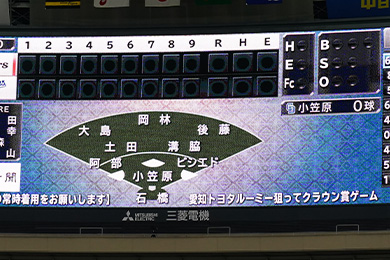 1 2 3 4 5 6 7 8 9 R H E
H B
E S
Fc O
小笠原 0球
岡林
大島 後藤
土田 溝脇
阿部 ビシエド
小笠原
石橋
常時着用をお願いします】 愛知トヨタルーミー狙ってクラウン賞ゲーム
MITSUBISHI ELECTRIC 三菱電機